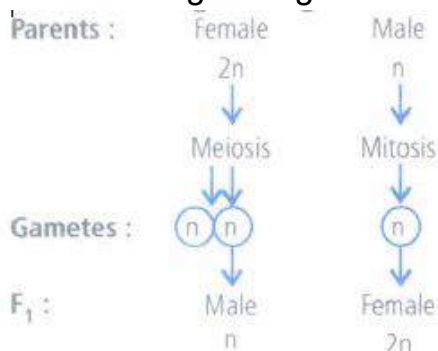 Parents : Female Male
2n n
Meiosis Mitosis
Gametes : n n n
F₁ : Male Female
n 2n